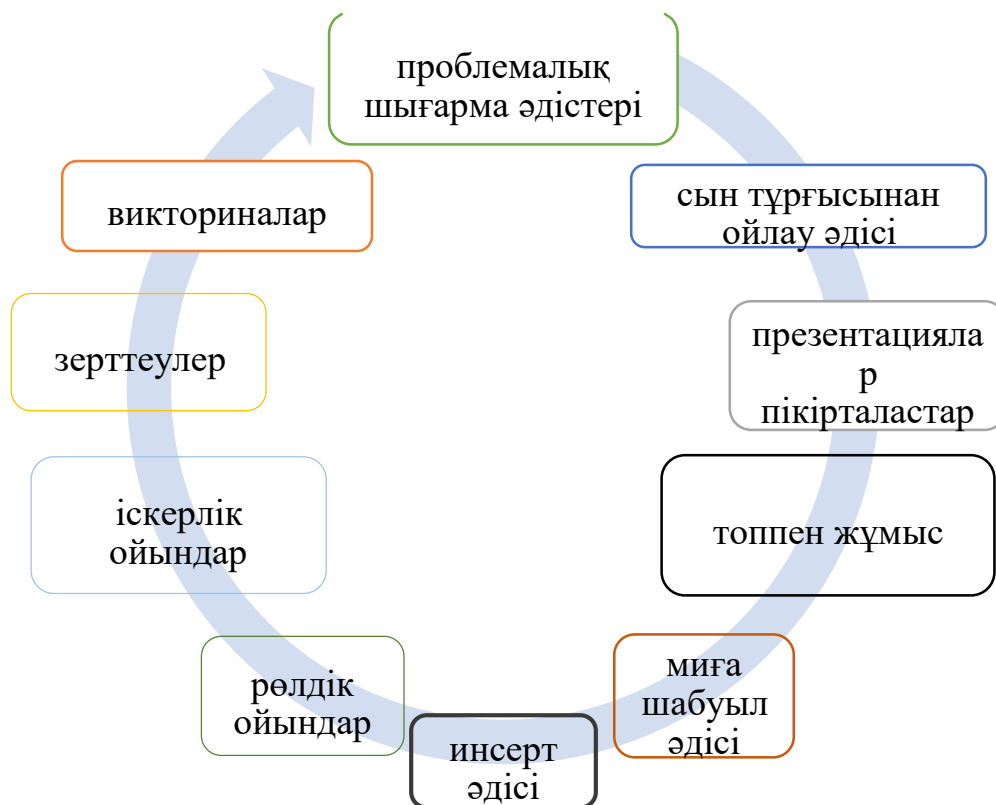 проблемалық
шығарма әдістері
сын тұрғысынан
ойлау әдісі
презентацияла
р
пікірталастар
топпен жұмыс
миға
шабуыл
әдісі
инсерт
әдісі
рөлдік
ойындар
іскерлік
ойындар
зерттеулер
викториналар